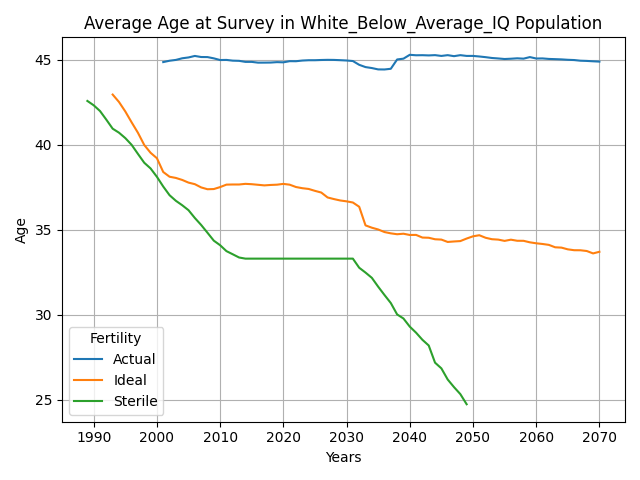 Average Age at Survey in White_Below_Average_IQ Population
Age
45
40
35
30
25
Fertility
Actual
Ideal
Sterile
1990 2000 2010 2020 2030 2040 2050 2060 2070
Years